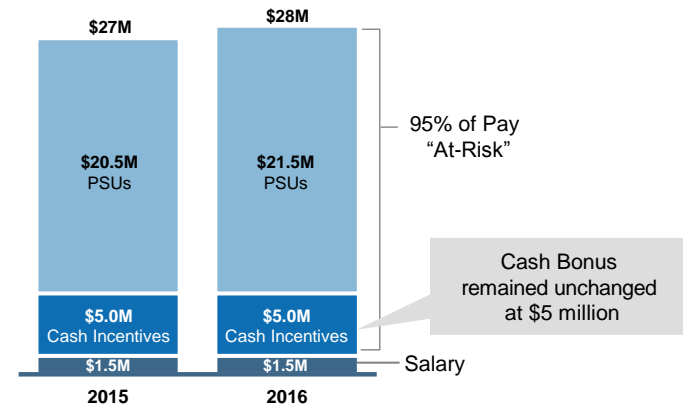 $27M
$28M
$20.5M
PSUs
$21.5M
PSUs
95% of Pay
“At-Risk”
$5.0M
Cash Incentives
$5.0M
Cash Incentives
Cash Bonus
remained unchanged
at $5 million
$1.5M
$1.5M
Salary
2015
2016